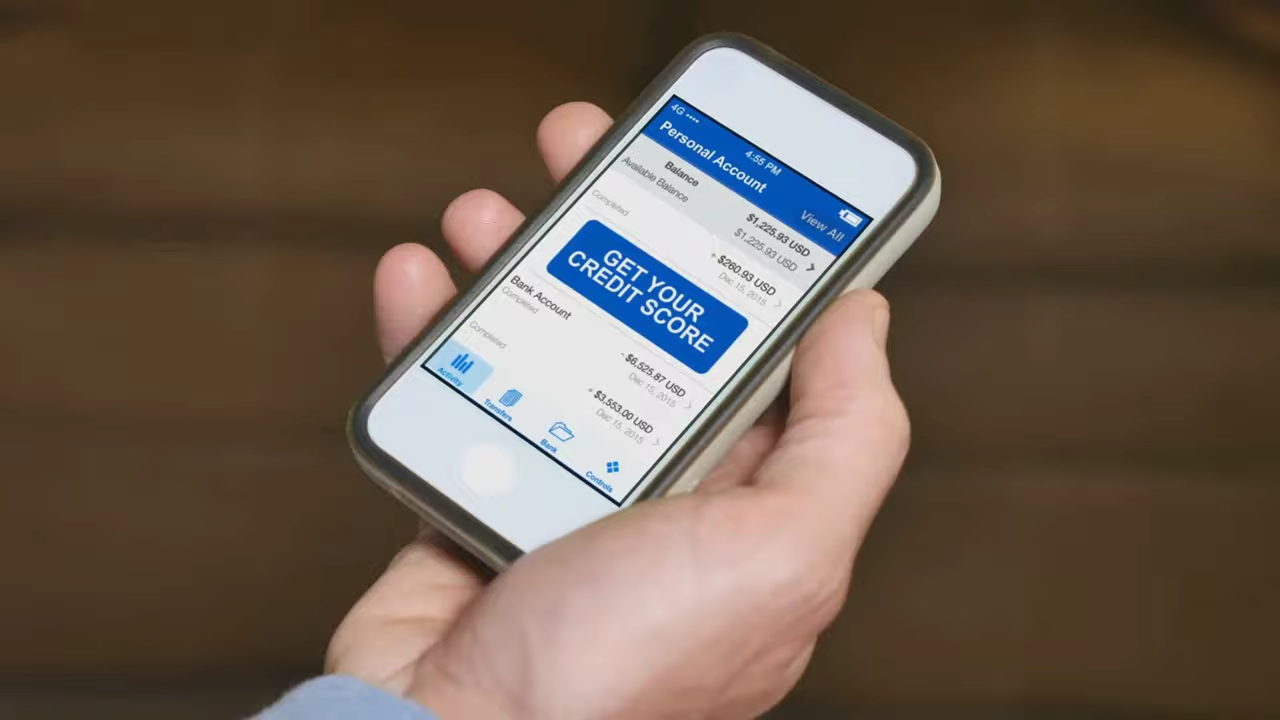 4G
4:55 PM
Personal Account
View All
Balance
$1,225.93 USD
Available Balance
$1,225.93 USD
+ $260.93 USD
Completed
Dec 15, 2015
GET YOUR
CREDIT SCORE
Bank Account
- $6,525.87 USD
Completed
Dec 15, 2015
+ $3,553.00 USD
Completed
Dec 15, 2015
Activity
Transfers
Bank
Controls